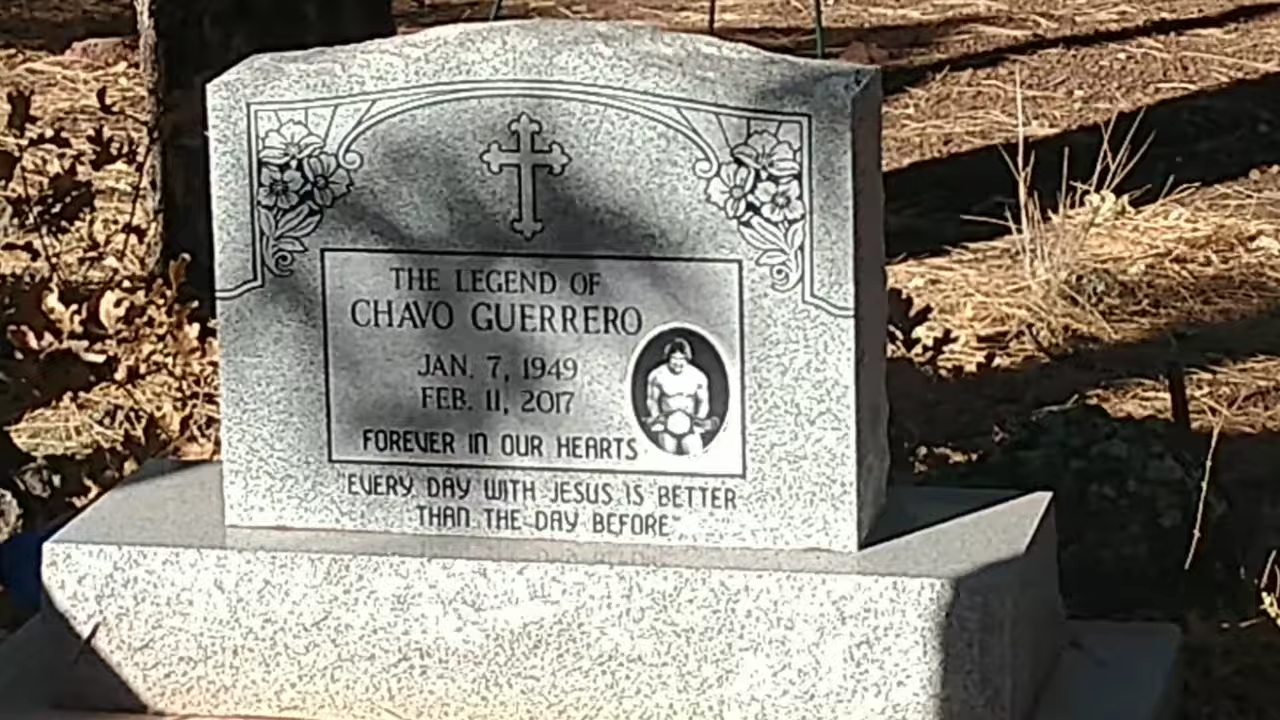 THE LEGEND OF
CHAVO GUERRERO
JAN. 7, 1949
FEB. 11, 2017
FOREVER IN OUR HEARTS
"EVERY DAY WITH JESUS IS BETTER
THAN THE DAY BEFORE"